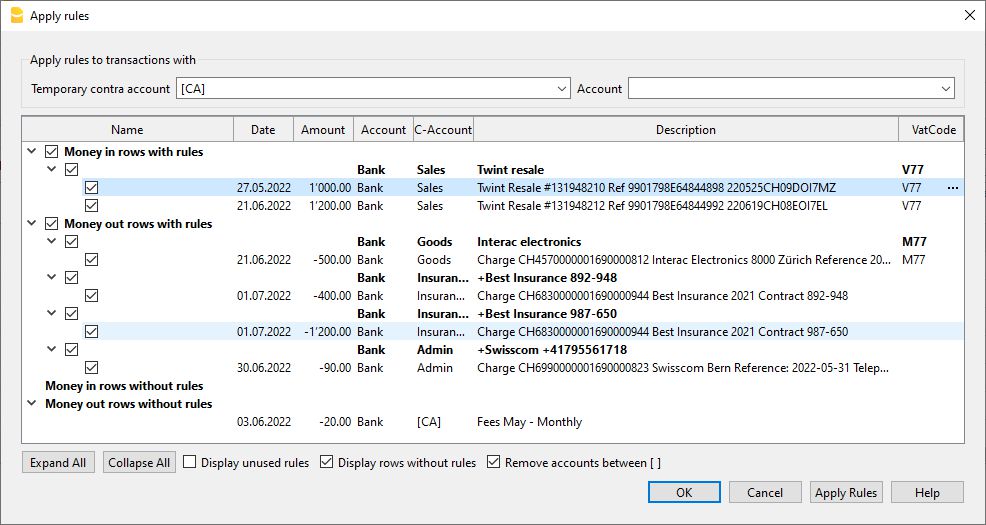 Apply rules
Apply rules to transactions with
Temporary contra account [CA] Account
Name Date Amount Account C-Account Description VatCode
Money in rows with rules
Bank Sales Twint resale V77
27.05.2022 1'000.00 Bank Sales Twint Resale #131948210 Ref 9901798E64844898 220525CH09DOI7MZ V77 ...
21.06.2022 1'200.00 Bank Sales Twint Resale #131948212 Ref 9901798E64844992 220619CH08EOI7EL V77
Money out rows with rules
Bank Goods Interac electronics M77
21.06.2022 -500.00 Bank Goods Charge CH4570000001690000812 Interac Electronics 8000 Zürich Reference 20... M77
Bank Insuran... +Best Insurance 892-948
01.07.2022 -400.00 Bank Insuran... Charge CH6830000001690000944 Best Insurance 2021 Contract 892-948
Bank Insuran... +Best Insurance 987-650
01.07.2022 -1'200.00 Bank Insuran... Charge CH6830000001690000944 Best Insurance 2021 Contract 987-650
Bank Admin +Swisscom +41795561718
30.06.2022 -90.00 Bank Admin Charge CH6990000001690000823 Swisscom Bern Reference: 2022-05-31 Telep...
Money in rows without rules
Money out rows without rules
03.06.2022 -20.00 Bank [CA] Fees May - Monthly
Expand All Collapse All Display unused rules Display rows without rules Remove accounts between [ ]
OK Cancel Apply Rules Help